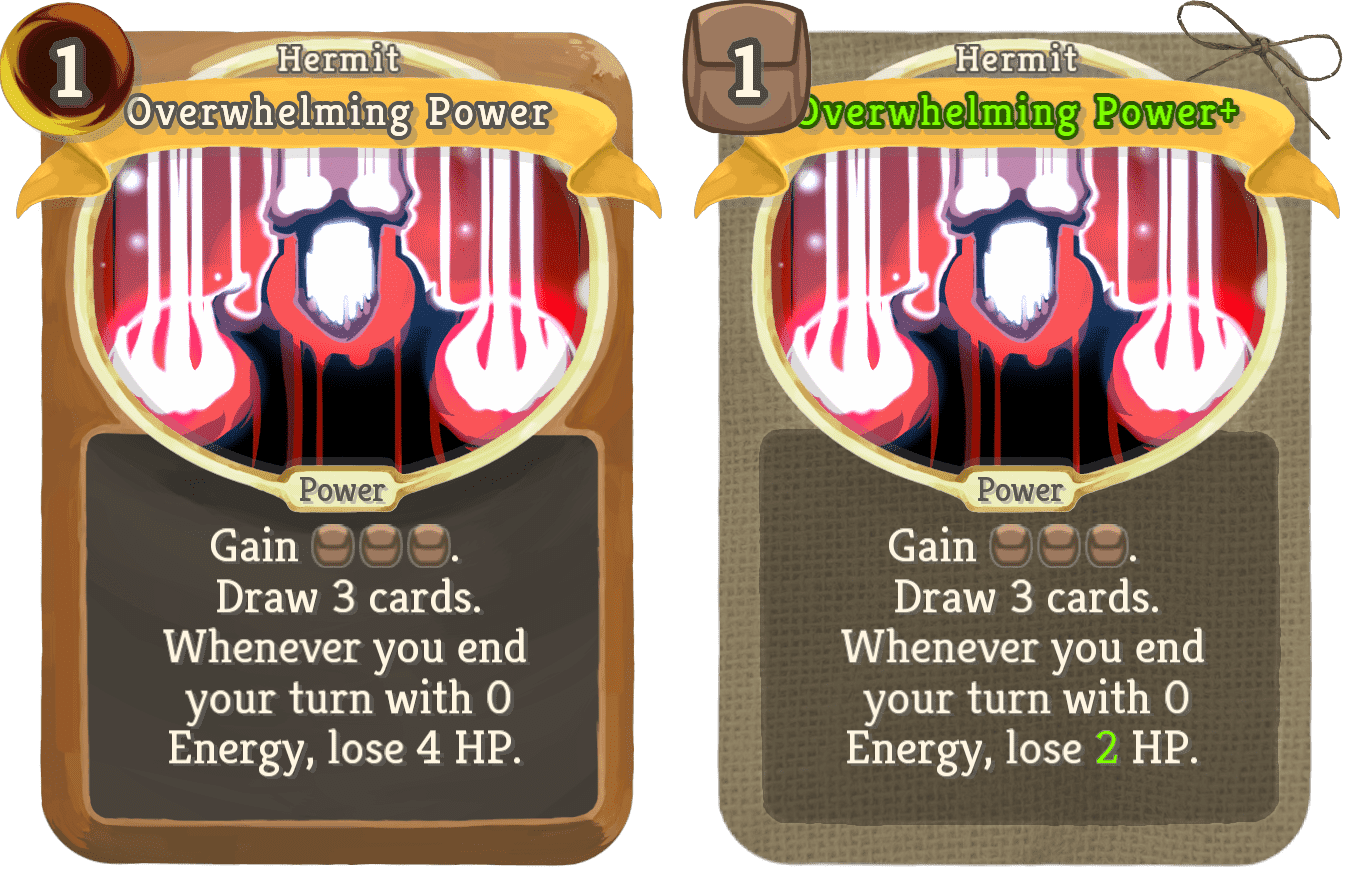 1
Hermit
Overwhelming Power
Power
Gain .
Draw 3 cards.
Whenever you end
your turn with 0
Energy, lose 4 HP.
1
Hermit
Overwhelming Power+
Power
Gain .
Draw 3 cards.
Whenever you end
your turn with 0
Energy, lose 2 HP.